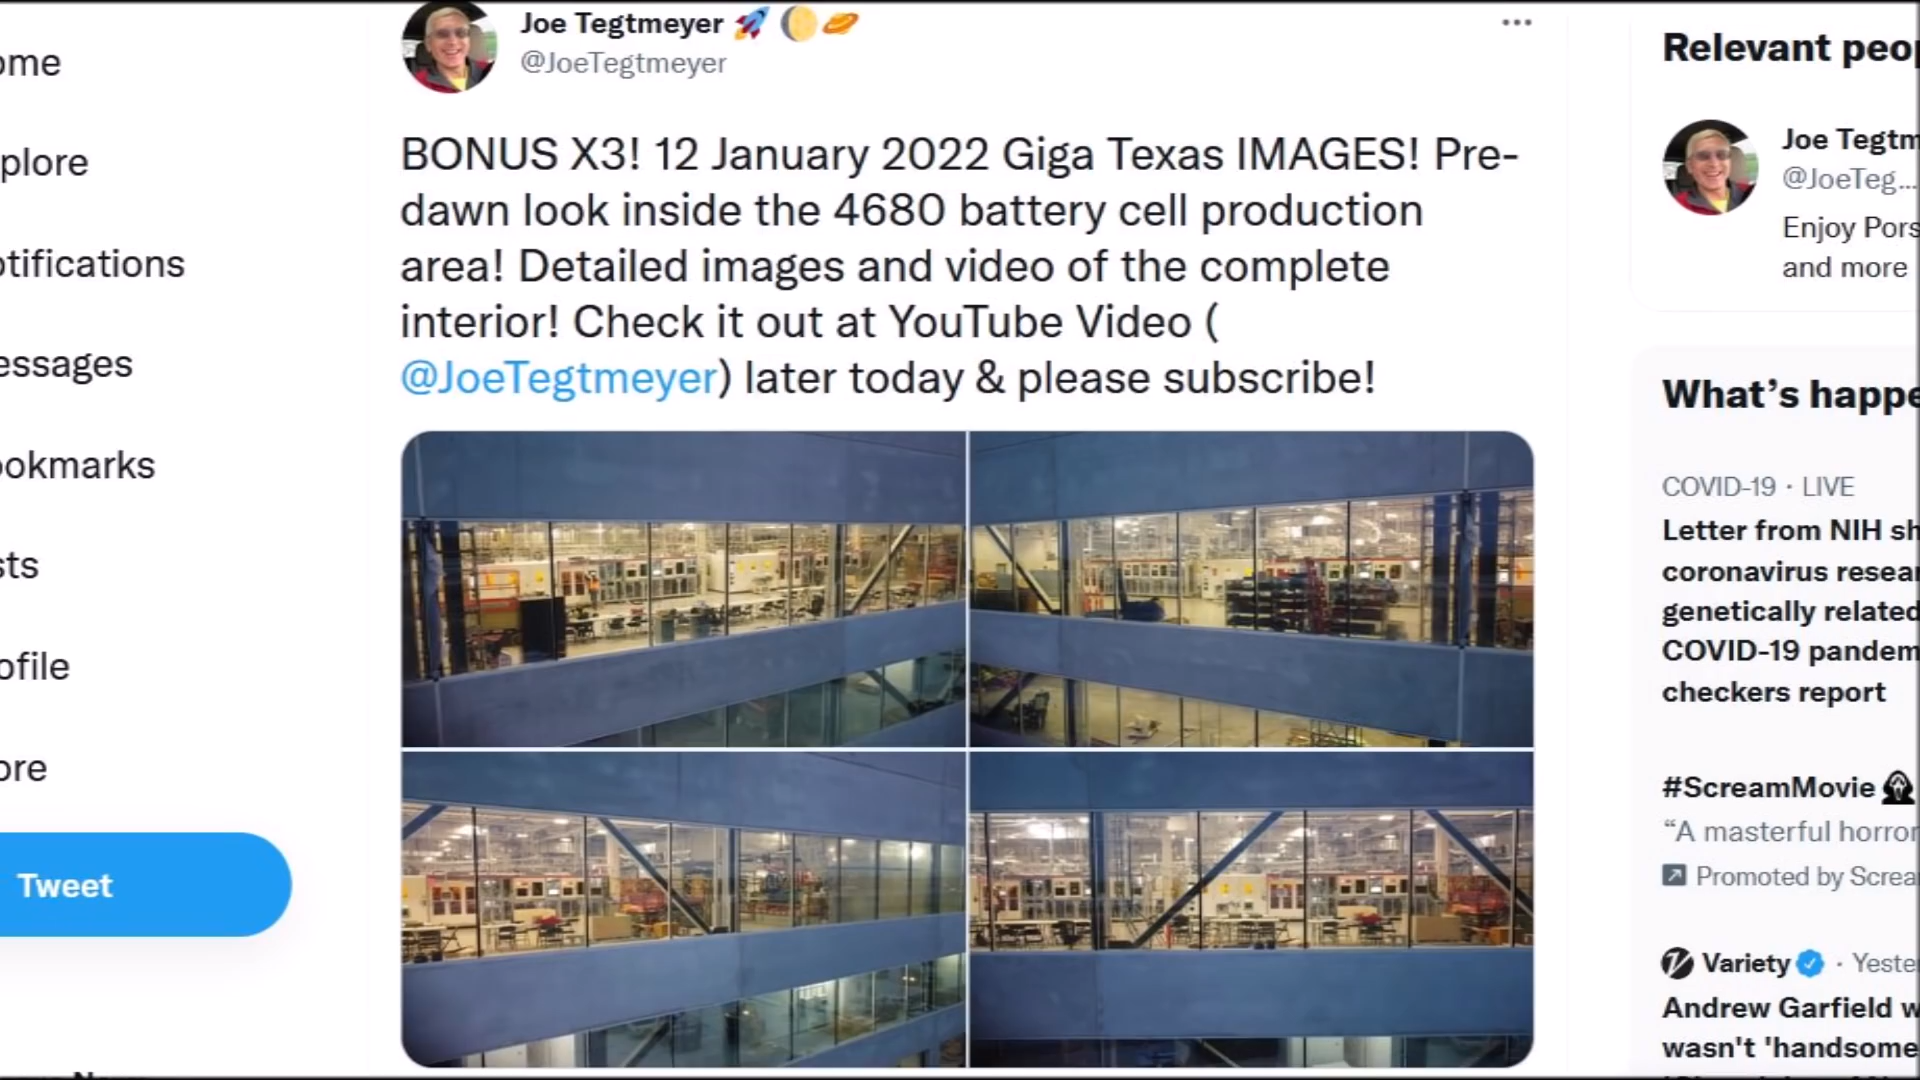 ome
plore
otifications
essages
ookmarks
sts
ofile
ore
Tweet
Joe Tegtmeyer 🚀 🌔🪐
@JoeTegtmeyer
BONUS X3! 12 January 2022 Giga Texas IMAGES! Pre-
dawn look inside the 4680 battery cell production
area! Detailed images and video of the complete
interior! Check it out at YouTube Video (
@JoeTegtmeyer) later today & please subscribe!
Relevant peop
Joe Tegtm
@JoeTeg...
Enjoy Pors
and more
What's happe
COVID-19 · LIVE
Letter from NIH sh
coronavirus resear
genetically related
COVID-19 pandem
checkers report
#ScreamMovie
“A masterful horror
Promoted by Screa
Variety · Yeste
Andrew Garfield w
wasn't 'handsome